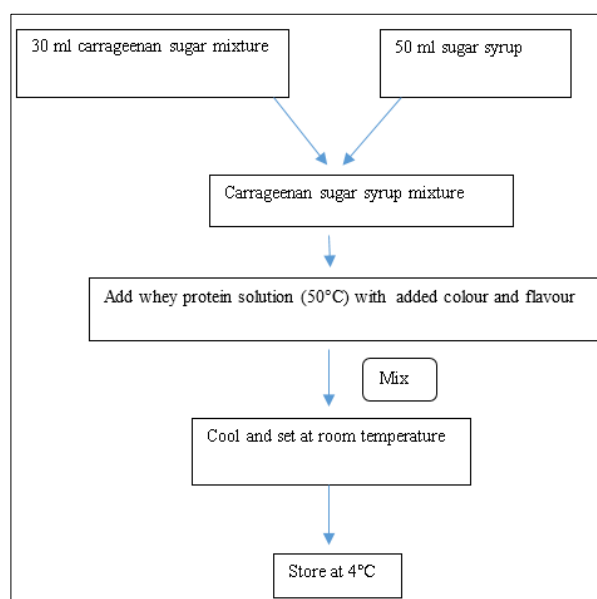 30 ml carrageenan sugar mixture
50 ml sugar syrup
Carrageenan sugar syrup mixture
Add whey protein solution (50°C) with added colour and flavour
Mix
Cool and set at room temperature
Store at 4°C